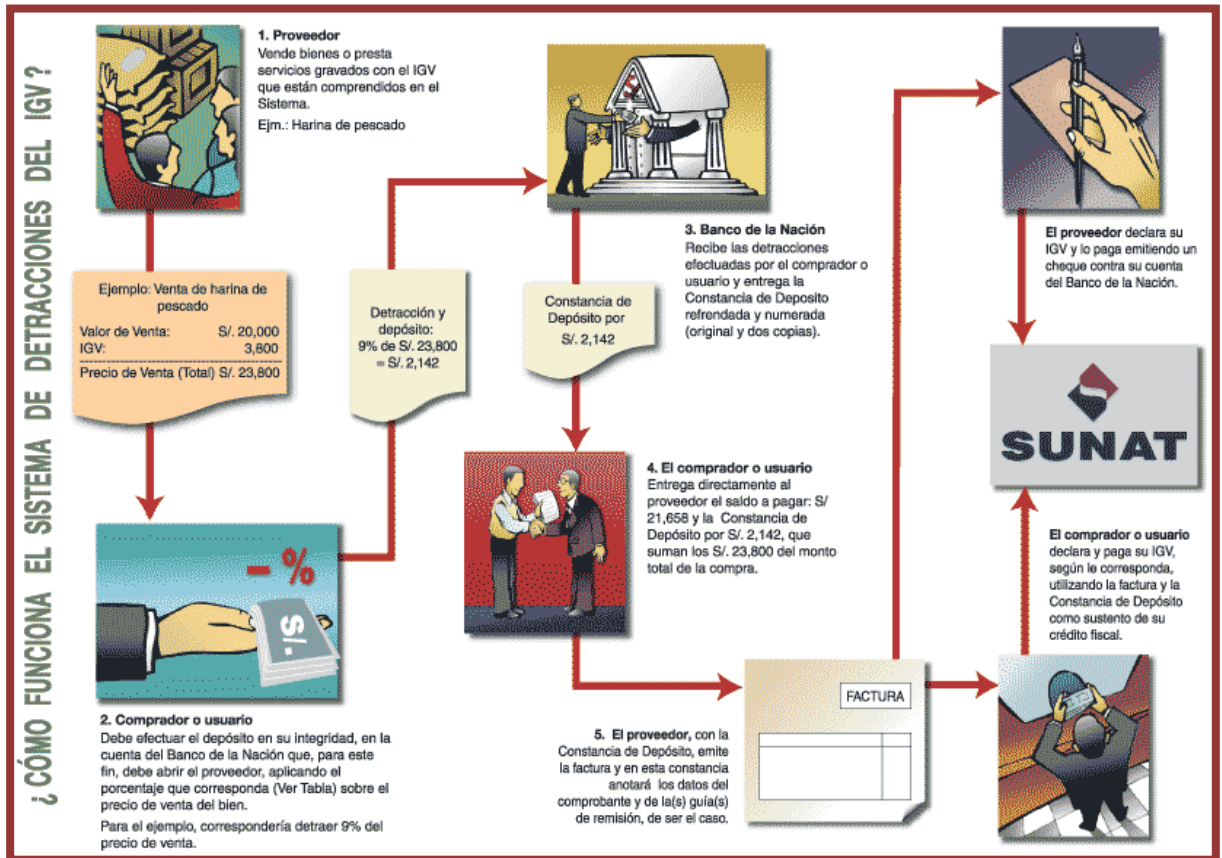 ¿CÓMO FUNCIONA EL SISTEMA DE DETRACCIONES DEL IGV?
1. Proveedor
Vende bienes o presta
servicios gravados con el IGV
que están comprendidos en el
Sistema.
Ejm.: Harina de pescado
Ejemplo: Venta de harina de
pescado
Valor de Venta: S/. 20,000
IGV: 3,800
Precio de Venta (Total) S/. 23,800
- %
S/.
2. Comprador o usuario
Debe efectuar el depósito en su integridad, en la
cuenta del Banco de la Nación que, para este
fin, debe abrir el proveedor, aplicando el
porcentaje que corresponda (Ver Tabla) sobre el
precio de venta del bien.
Para el ejemplo, correspondería detraer 9% del
precio de venta.
Detracción y
depósito:
9% de S/. 23,800
= S/. 2,142
3. Banco de la Nación
Recibe las detracciones
efectuadas por el comprador o
usuario y entrega la
Constancia de Deposito
refrendada y numerada
(original y dos copias).
Constancia de
Depósito por
S/. 2,142
4. El comprador o usuario
Entrega directamente al
proveedor el saldo a pagar: S/
21,658 y la Constancia de
Depósito por S/. 2,142, que
suman los S/. 23,800 del monto
total de la compra.
5. El proveedor, con la
Constancia de Depósito, emite
la factura y en esta constancia
anotará los datos del
comprobante y de la(s) guía(s)
de remisión, de ser el caso.
FACTURA
El proveedor declara su
IGV y lo paga emitiendo un
cheque contra su cuenta
del Banco de la Nación.
SUNAT
El comprador o usuario
declara y paga su IGV,
según le corresponda,
utilizando la factura y la
Constancia de Depósito
como sustento de su
crédito fiscal.